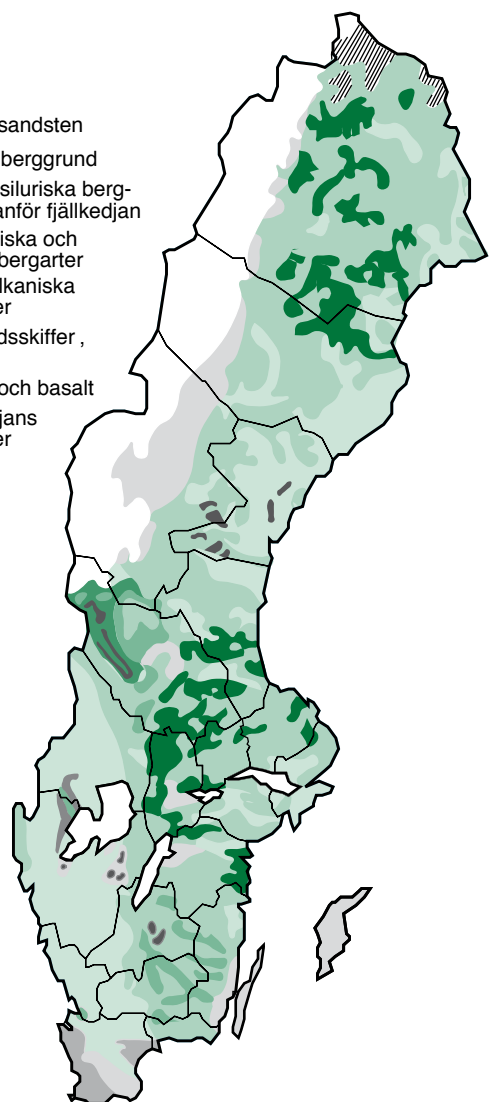 sandsten
berggrund
siluriska berg-
anför fjällkedjan
iska och
bergarter
lkaniska
er
dsskiffer ,
och basalt
jans
er